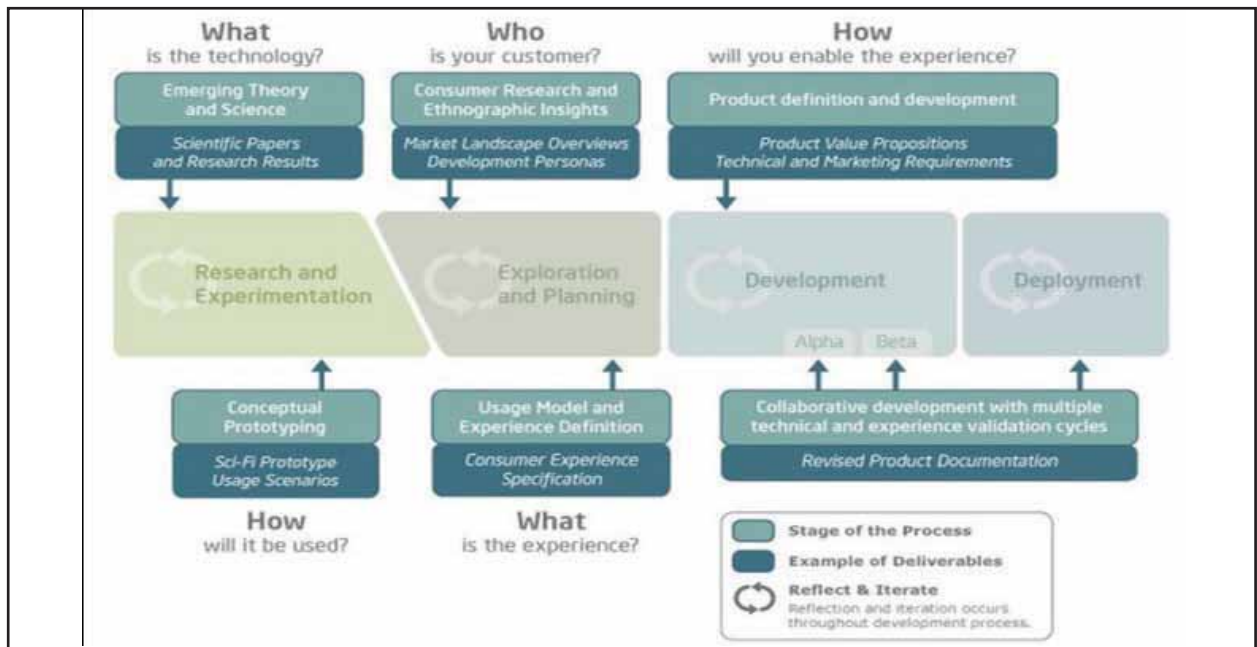 What
is the technology?
Who
is your customer?
How
will you enable the experience?
Emerging Theory
and Science
Scientific Papers
and Research Results
Consumer Research and
Ethnographic Insights
Market Landscape Overviews
Development Personas
Product definition and development
Product Value Propositions
Technical and Marketing Requirements
Research and
Experimentation
Exploration
and Planning
Development
Alpha
Beta
Deployment
Conceptual
Prototyping
Sci-Fi Prototype
Usage Scenarios
How
will it be used?
Usage Model and
Experience Definition
Consumer Experience
Specification
What
is the experience?
Collaborative development with multiple
technical and experience validation cycles
Revised Product Documentation
Stage of the Process
Example of Deliverables
Reflect & Iterate
Reflection and iteration occurs
throughout development process.